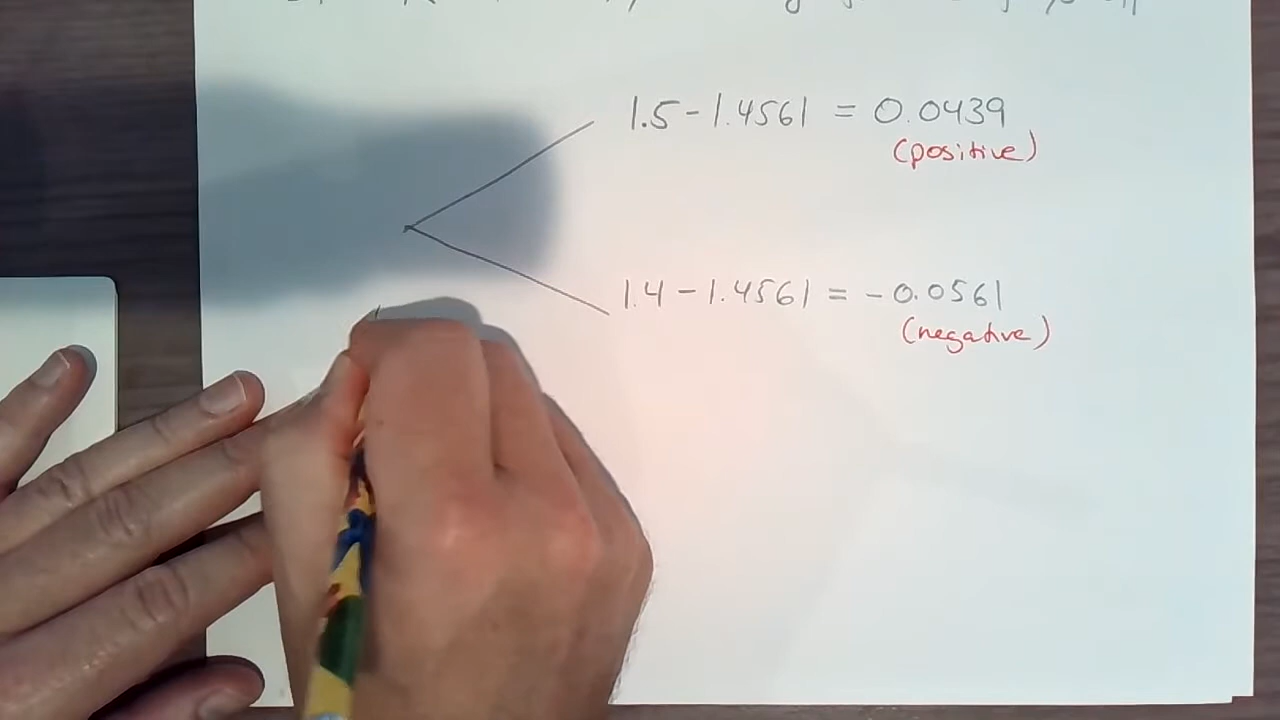 1.5 - 1.4561 = 0.0439
(positive)
1.4 - 1.4561 = - 0.0561
(negative)